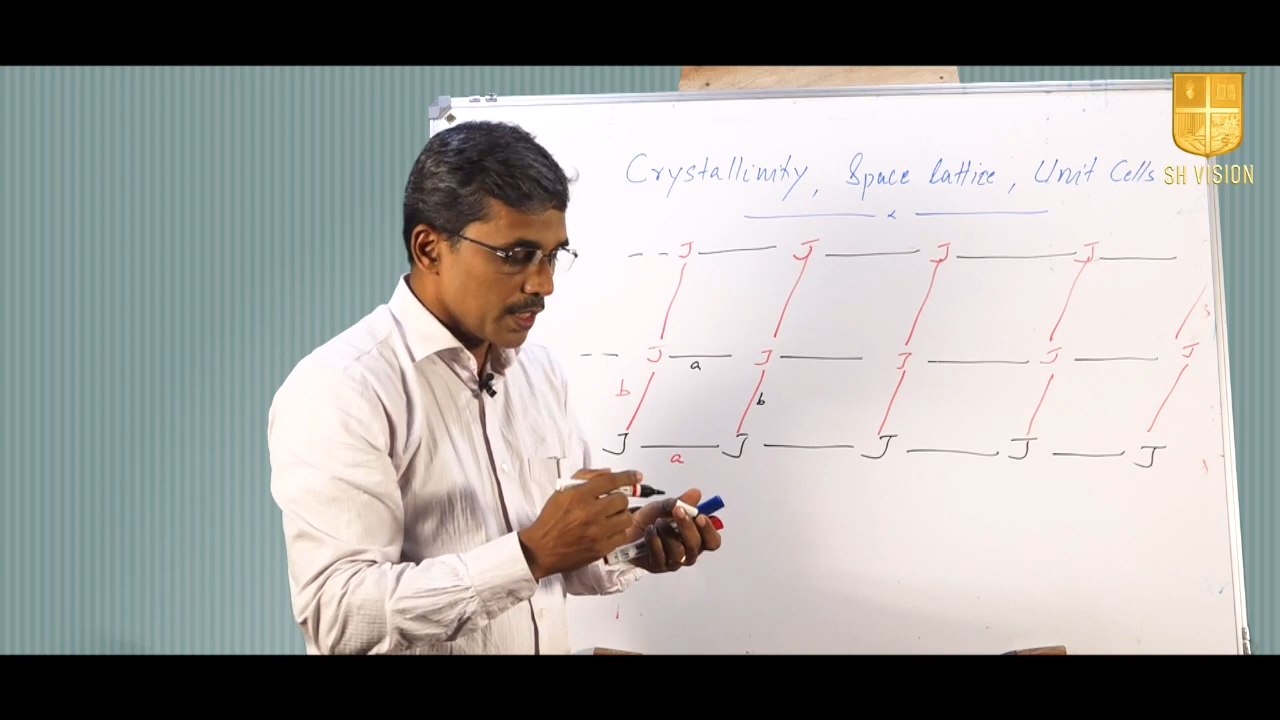 Crystallinity, Space lattice, Unit Cells
SH VISION
J J J J
J a J J J J
b b
J a J J J J